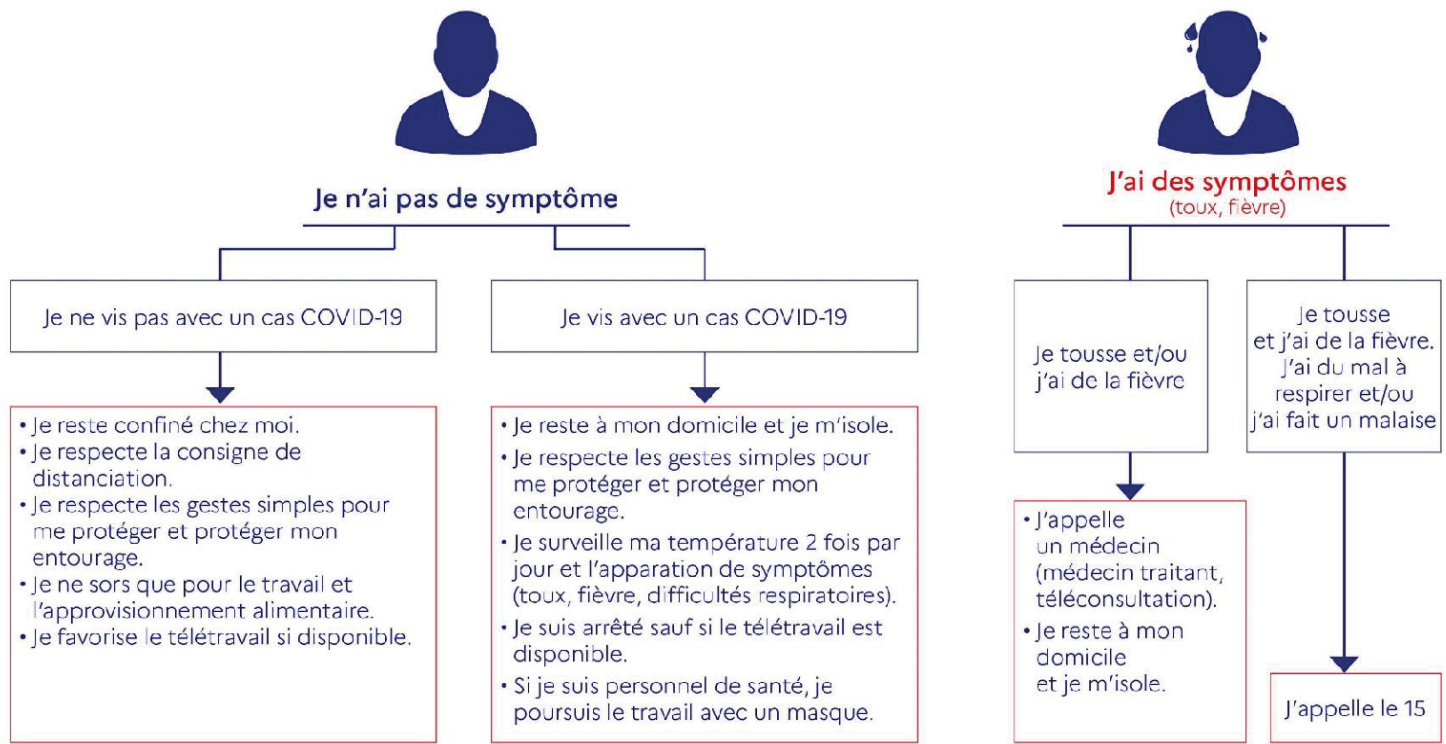 Je n'ai pas de symptôme
Je ne vis pas avec un cas COVID-19
• Je reste confiné chez moi.
• Je respecte la consigne de
distanciation.
• Je respecte les gestes simples pour
me protéger et protéger mon
entourage.
• Je ne sors que pour le travail et
l'approvisionnement alimentaire.
• Je favorise le télétravail si disponible.
Je vis avec un cas COVID-19
• Je reste à mon domicile et je m'isole.
• Je respecte les gestes simples pour
me protéger et protéger mon
entourage.
• Je surveille ma température 2 fois par
jour et l'apparation de symptômes
(toux, fièvre, difficultés respiratoires).
• Je suis arrêté sauf si le télétravail est
disponible.
• Si je suis personnel de santé, je
poursuis le travail avec un masque.
J'ai des symptômes
(toux, fièvre)
Je tousse et/ou
j'ai de la fièvre
• J'appelle
un médecin
(médecin traitant,
téléconsultation).
• Je reste à mon
domicile
et je m'isole.
Je tousse
et j'ai de la fièvre.
J'ai du mal à
respirer et/ou
j'ai fait un malaise
J'appelle le 15